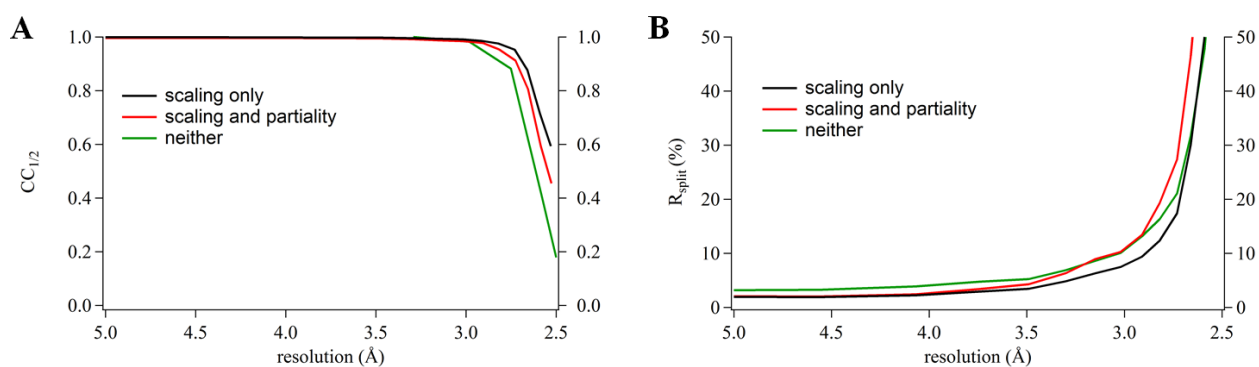 A
1.0
0.8
0.6
0.4
0.2
0.0
CC1/2
scaling only
scaling and partiality
neither
1.0
0.8
0.6
0.4
0.2
0.0
5.0 4.5 4.0 3.5 3.0 2.5
resolution (Å)
B
50
40
30
20
10
0
Rsplit (%)
scaling only
scaling and partiality
neither
50
40
30
20
10
0
5.0 4.5 4.0 3.5 3.0 2.5
resolution (Å)